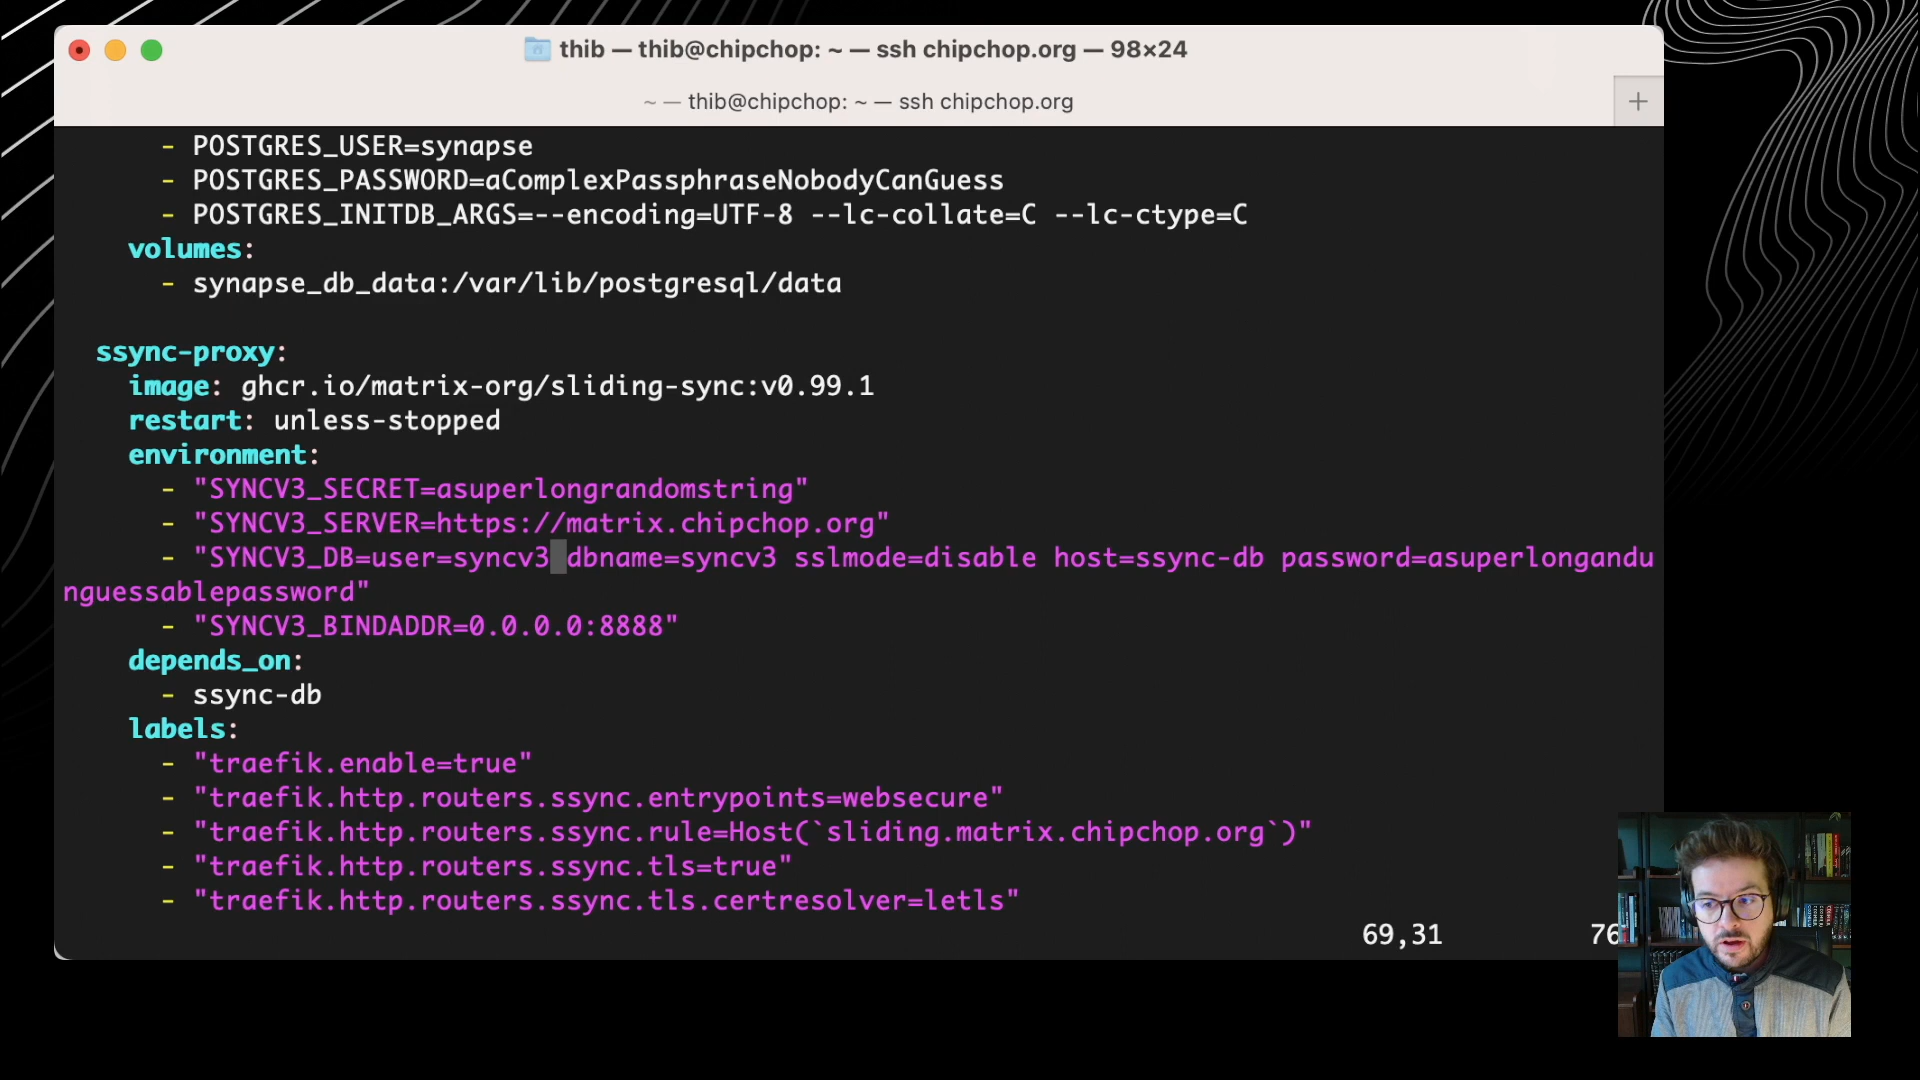 thib — thib@chipchop: ~ — ssh chipchop.org — 98×24
~ — thib@chipchop: ~ — ssh chipchop.org
+
- POSTGRES_USER=synapse
- POSTGRES_PASSWORD=aComplexPassphraseNobodyCanGuess
- POSTGRES_INITDB_ARGS=--encoding=UTF-8 --lc-collate=C --lc-ctype=C
volumes:
- synapse_db_data:/var/lib/postgresql/data
ssync-proxy:
image: ghcr.io/matrix-org/sliding-sync:v0.99.1
restart: unless-stopped
environment:
- "SYNCV3_SECRET=asuperlongrandomstring"
- "SYNCV3_SERVER=https://matrix.chipchop.org"
- "SYNCV3_DB=user=syncv3 dbname=syncv3 sslmode=disable host=ssync-db password=asuperlongandu
nguessablepassword"
- "SYNCV3_BINDADDR=0.0.0.0:8888"
depends_on:
- ssync-db
labels:
- "traefik.enable=true"
- "traefik.http.routers.ssync.entrypoints=websecure"
- "traefik.http.routers.ssync.rule=Host(`sliding.matrix.chipchop.org`)"
- "traefik.http.routers.ssync.tls=true"
- "traefik.http.routers.ssync.tls.certresolver=letls"
69,31 76